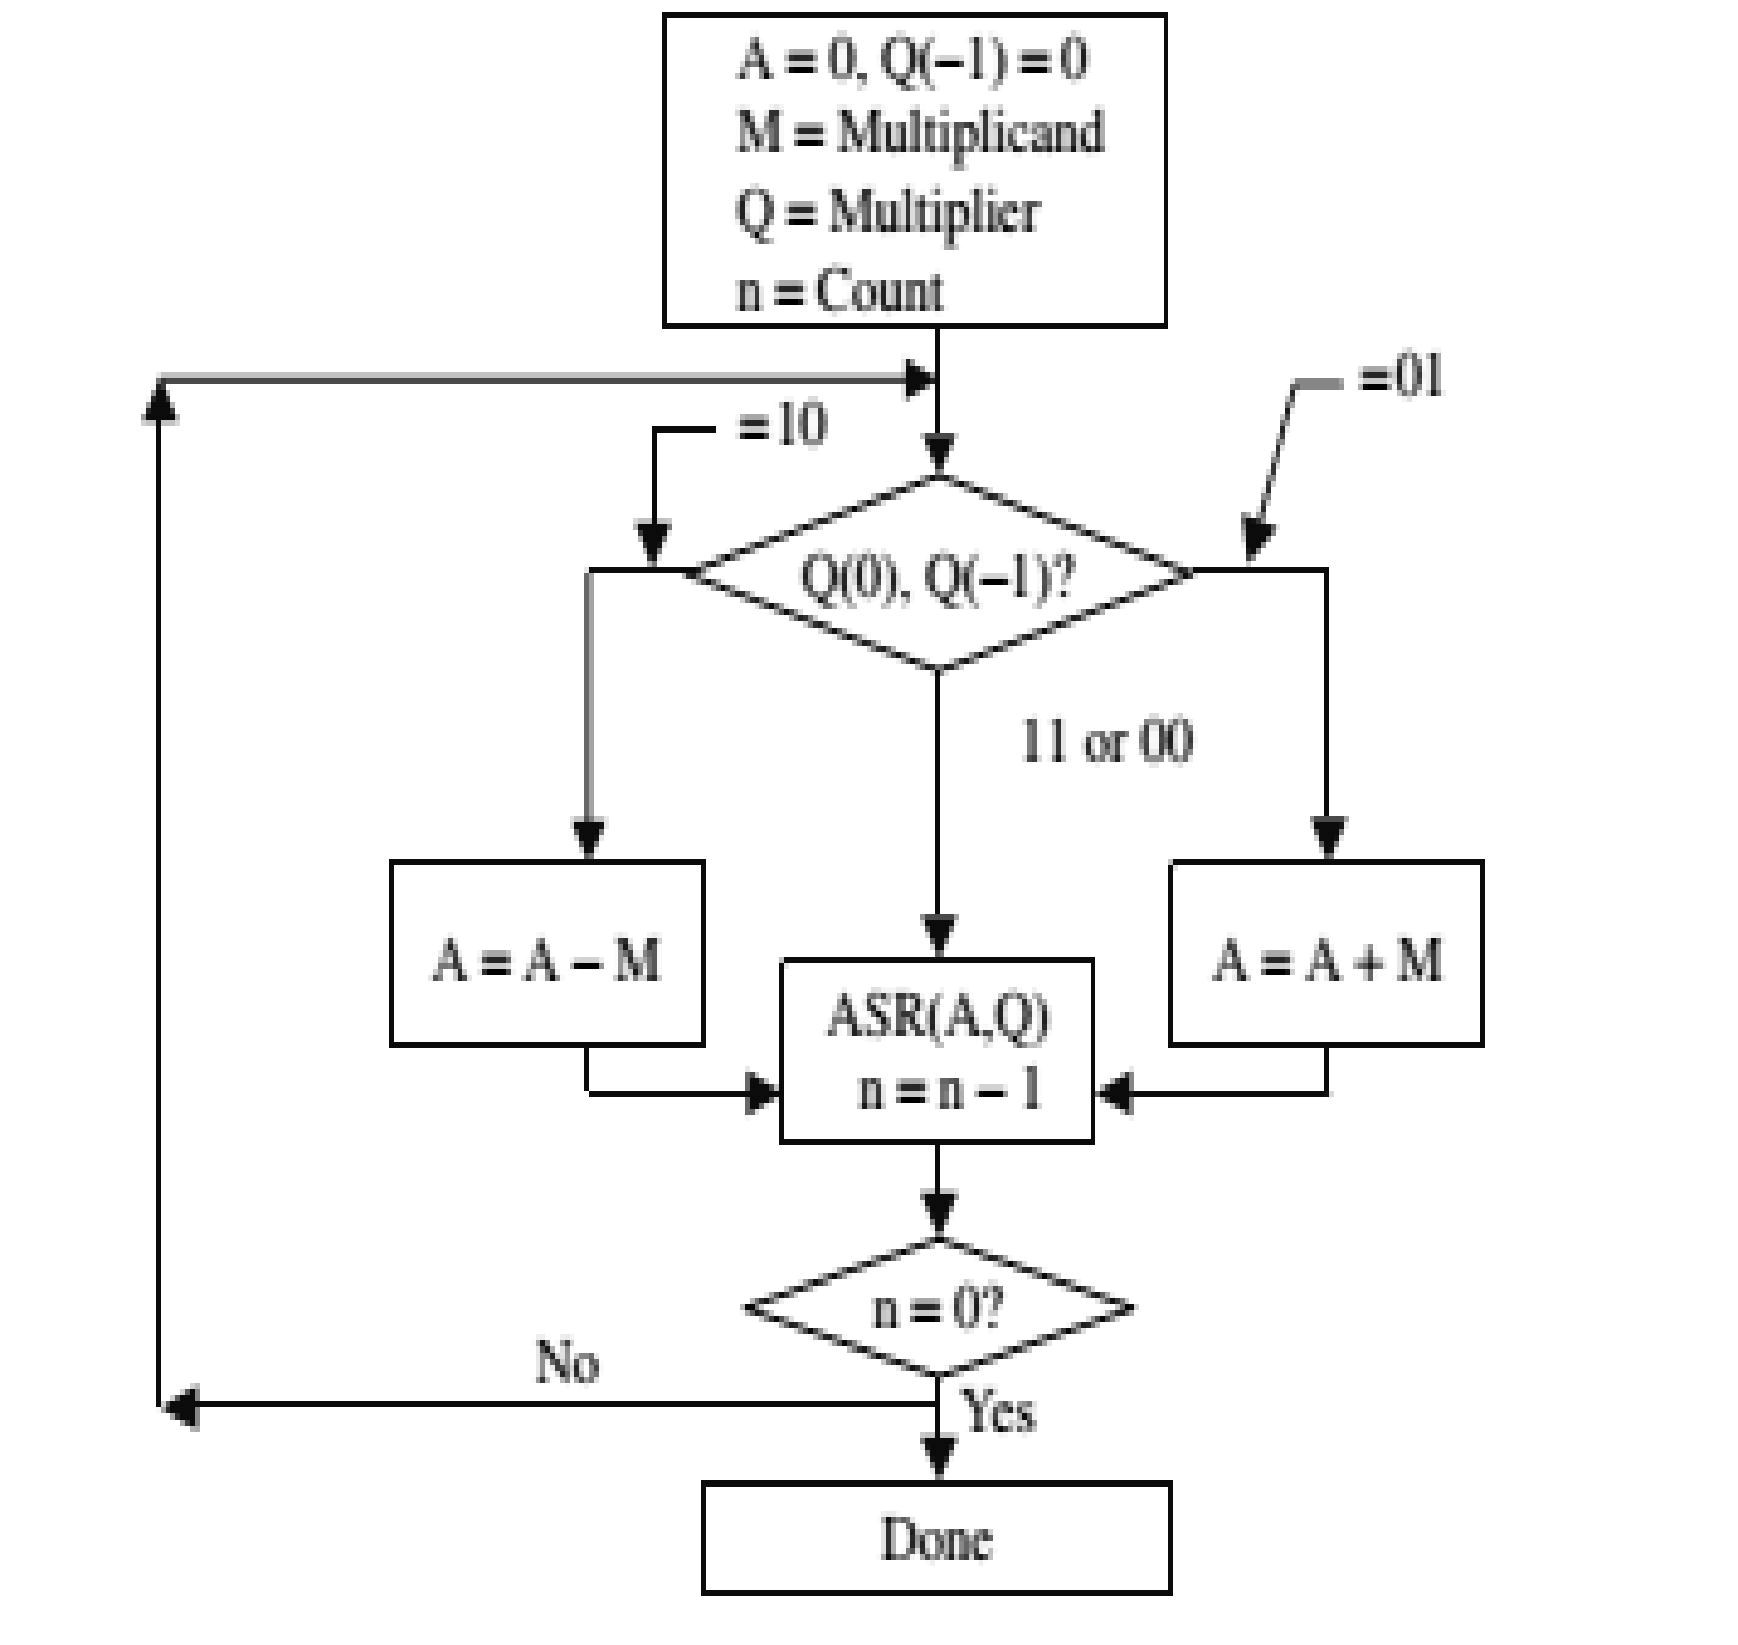 A = 0, Q(−1) = 0
M = Multiplicand
Q = Multiplier
n = Count
=10
=01
Q(0), Q(−1)?
11 or 00
A = A − M
ASR(A,Q)
n = n − 1
A = A + M
n = 0?
No
Yes
Done